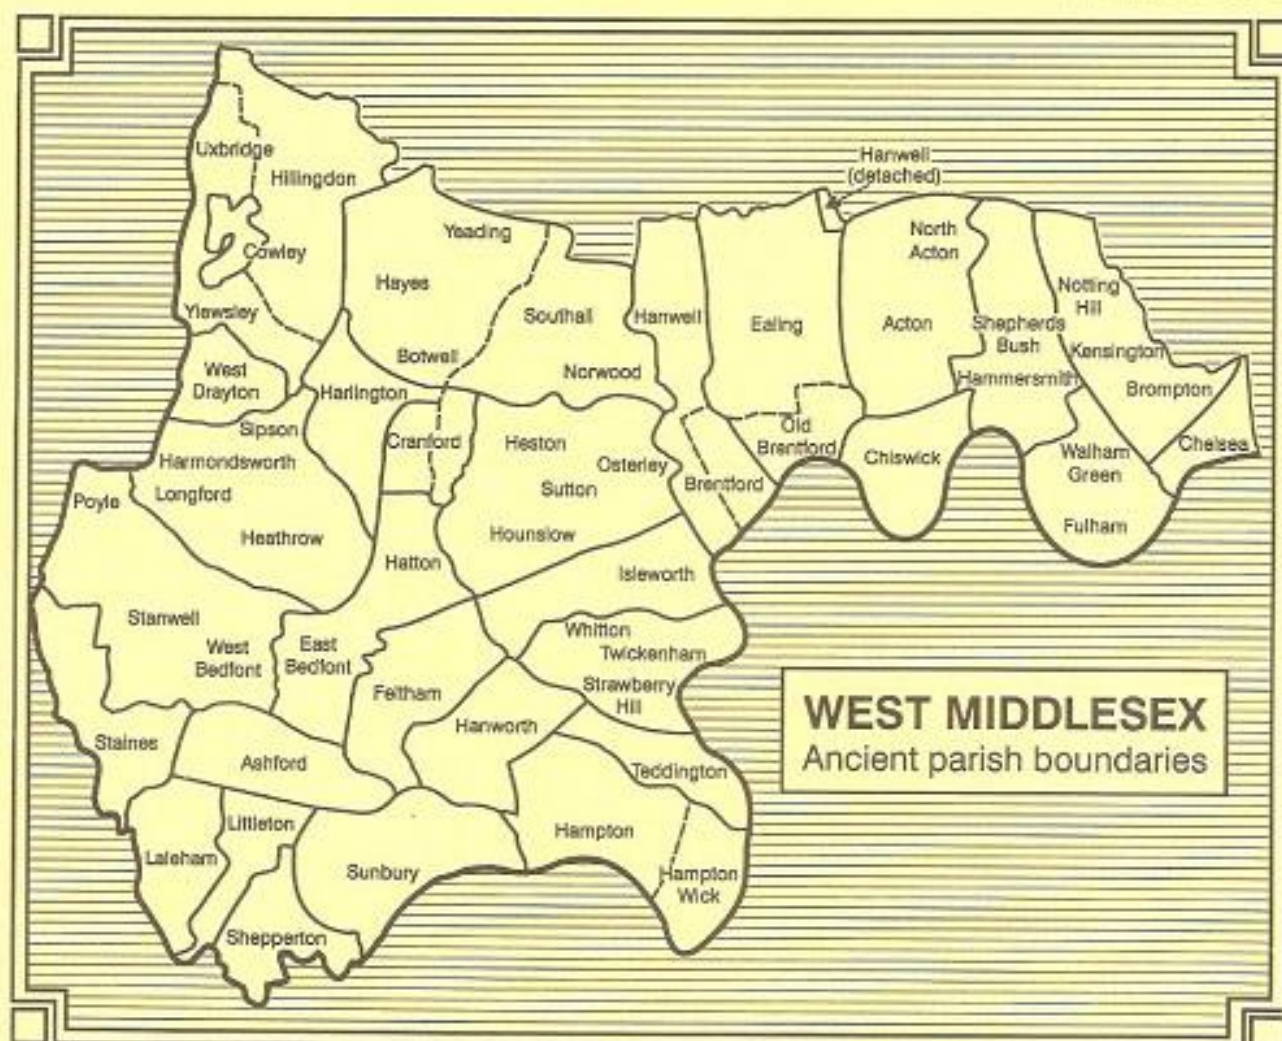 Uxbridge
Hillingdon
Cowley
Yiewsley
West
Drayton
Hayes
Yeading
Botwell
Southall
Norwood
Hanwell
Hanwell
(detached)
Ealing
North
Acton
Acton
Shepherds
Bush
Hammersmith
Notting
Hill
Kensington
Brompton
Chelsea
Walham
Green
Fulham
Chiswick
Old
Brentford
Brentford
Harlington
Cranford
Sipson
Harmondsworth
Longford
Heathrow
Poyle
Heston
Osterley
Sutton
Hounslow
Hatton
Isleworth
Stanwell
West
Bedfont
East
Bedfont
Feltham
Whitton
Twickenham
Strawberry
Hill
Hanworth
Staines
Ashford
Teddington
Hampton
Hampton
Wick
Littleton
Laleham
Sunbury
Shepperton
WEST MIDDLESEX
Ancient parish boundaries